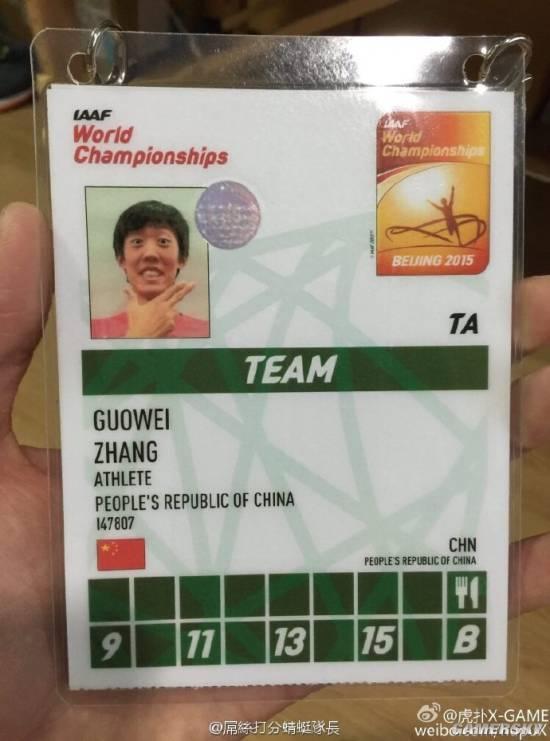 IAAF
World
Championships
IAAF
World
Championships
BEIJING 2015
TA
TEAM
GUOWEI
ZHANG
ATHLETE
PEOPLE'S REPUBLIC OF CHINA
147807
CHN
PEOPLE'S REPUBLIC OF CHINA
9 11 13 15 B
@虎扑X-GAME
@屌絲打分蜻蜓隊長